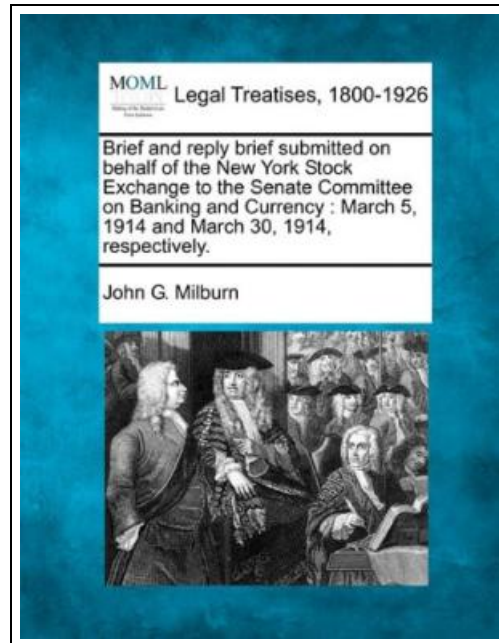 MOML
Legal Treatises, 1800-1926
Brief and reply brief submitted on
behalf of the New York Stock
Exchange to the Senate Committee
on Banking and Currency : March 5,
1914 and March 30, 1914,
respectively.
John G. Milburn